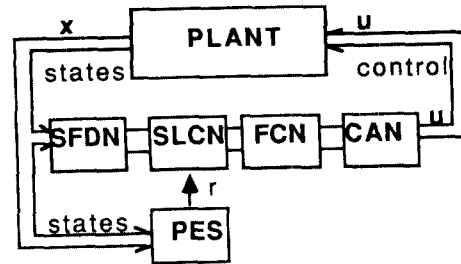 x
PLANT
u
states
control
SFDN
SLCN
FCN
CAN
u
r
states
PES